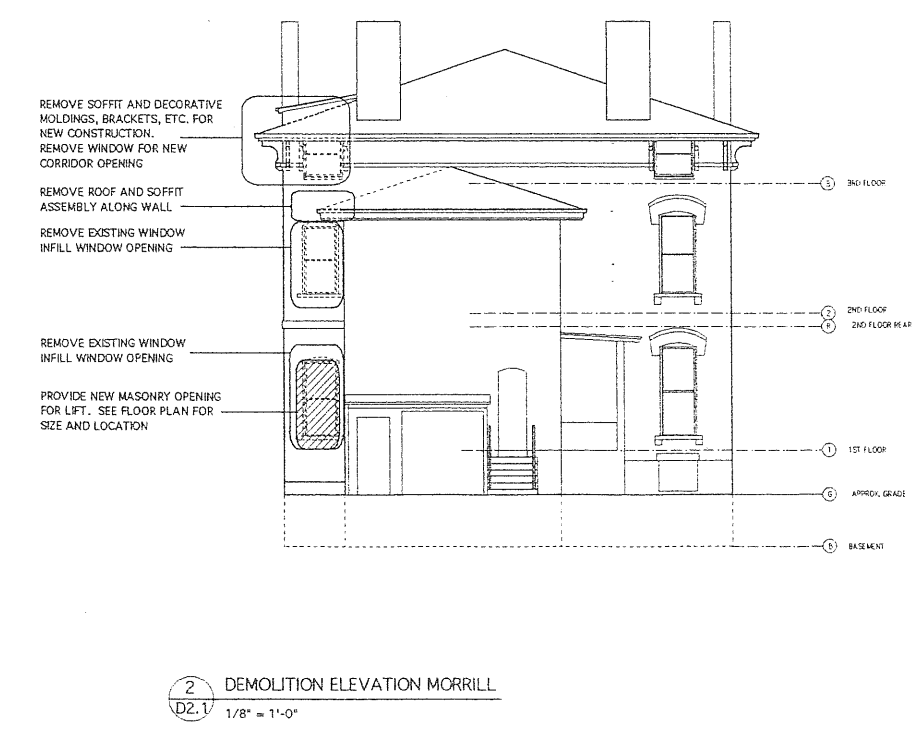 REMOVE SOFFIT AND DECORATIVE
MOLDINGS, BRACKETS, ETC. FOR
NEW CONSTRUCTION.
REMOVE WINDOW FOR NEW
CORRIDOR OPENING
REMOVE ROOF AND SOFFIT
ASSEMBLY ALONG WALL
REMOVE EXISTING WINDOW
INFILL WINDOW OPENING
REMOVE EXISTING WINDOW
INFILL WINDOW OPENING
PROVIDE NEW MASONRY OPENING
FOR LIFT. SEE FLOOR PLAN FOR
SIZE AND LOCATION
3 3RD FLOOR
2 2ND FLOOR
R 2ND FLOOR REAR
1 1ST FLOOR
G APPROX. GRADE
B BASEMENT
2 DEMOLITION ELEVATION MORRILL
D2.1 1/8" = 1'-0"